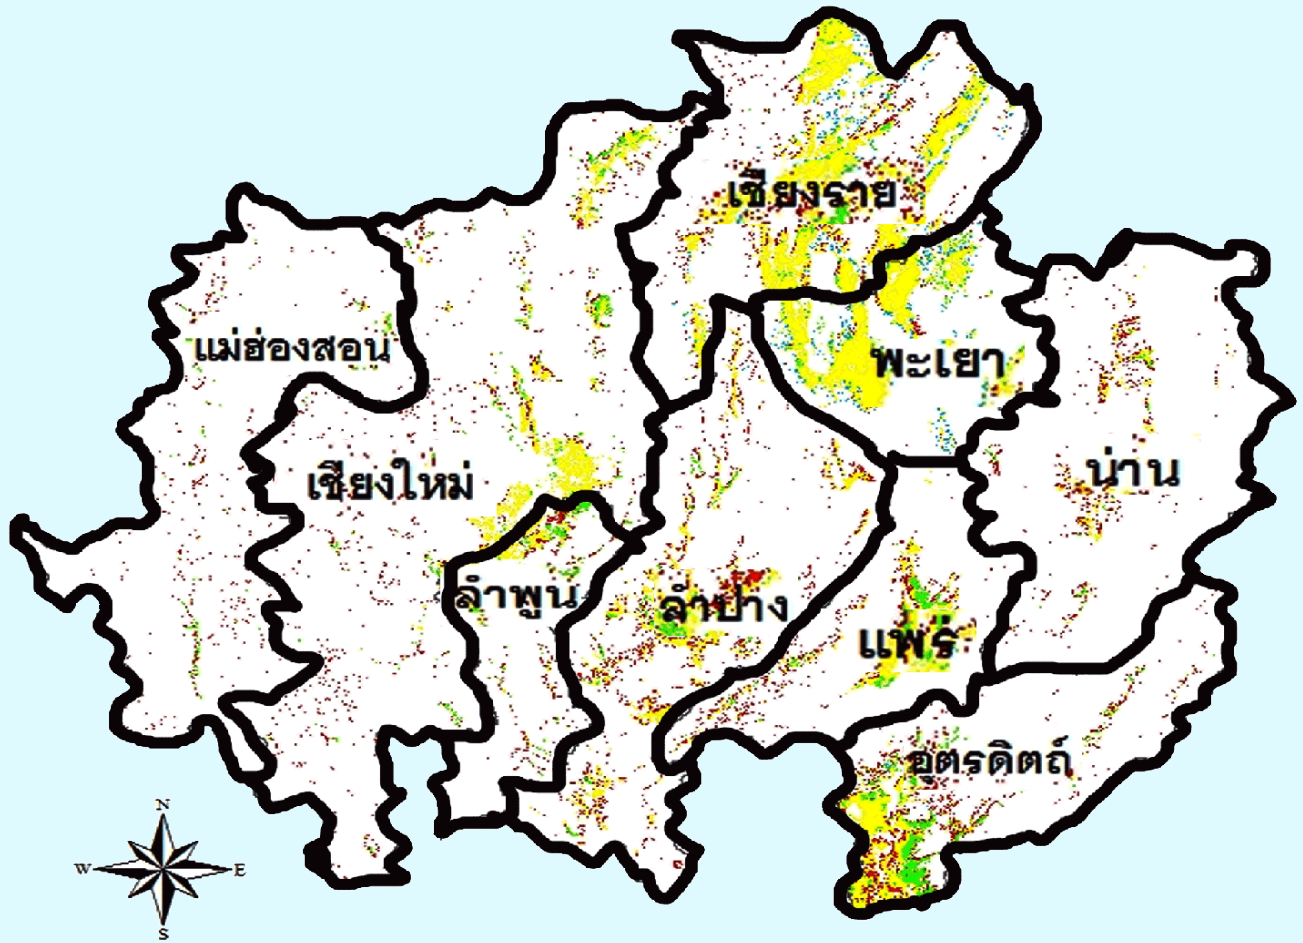 เชียงราย
แม่ฮ่องสอน
พะเยา
น่าน
เชียงใหม่
ลำพูน
ลำปาง
แพร่
อุตรดิตถ์
N
W
E
S